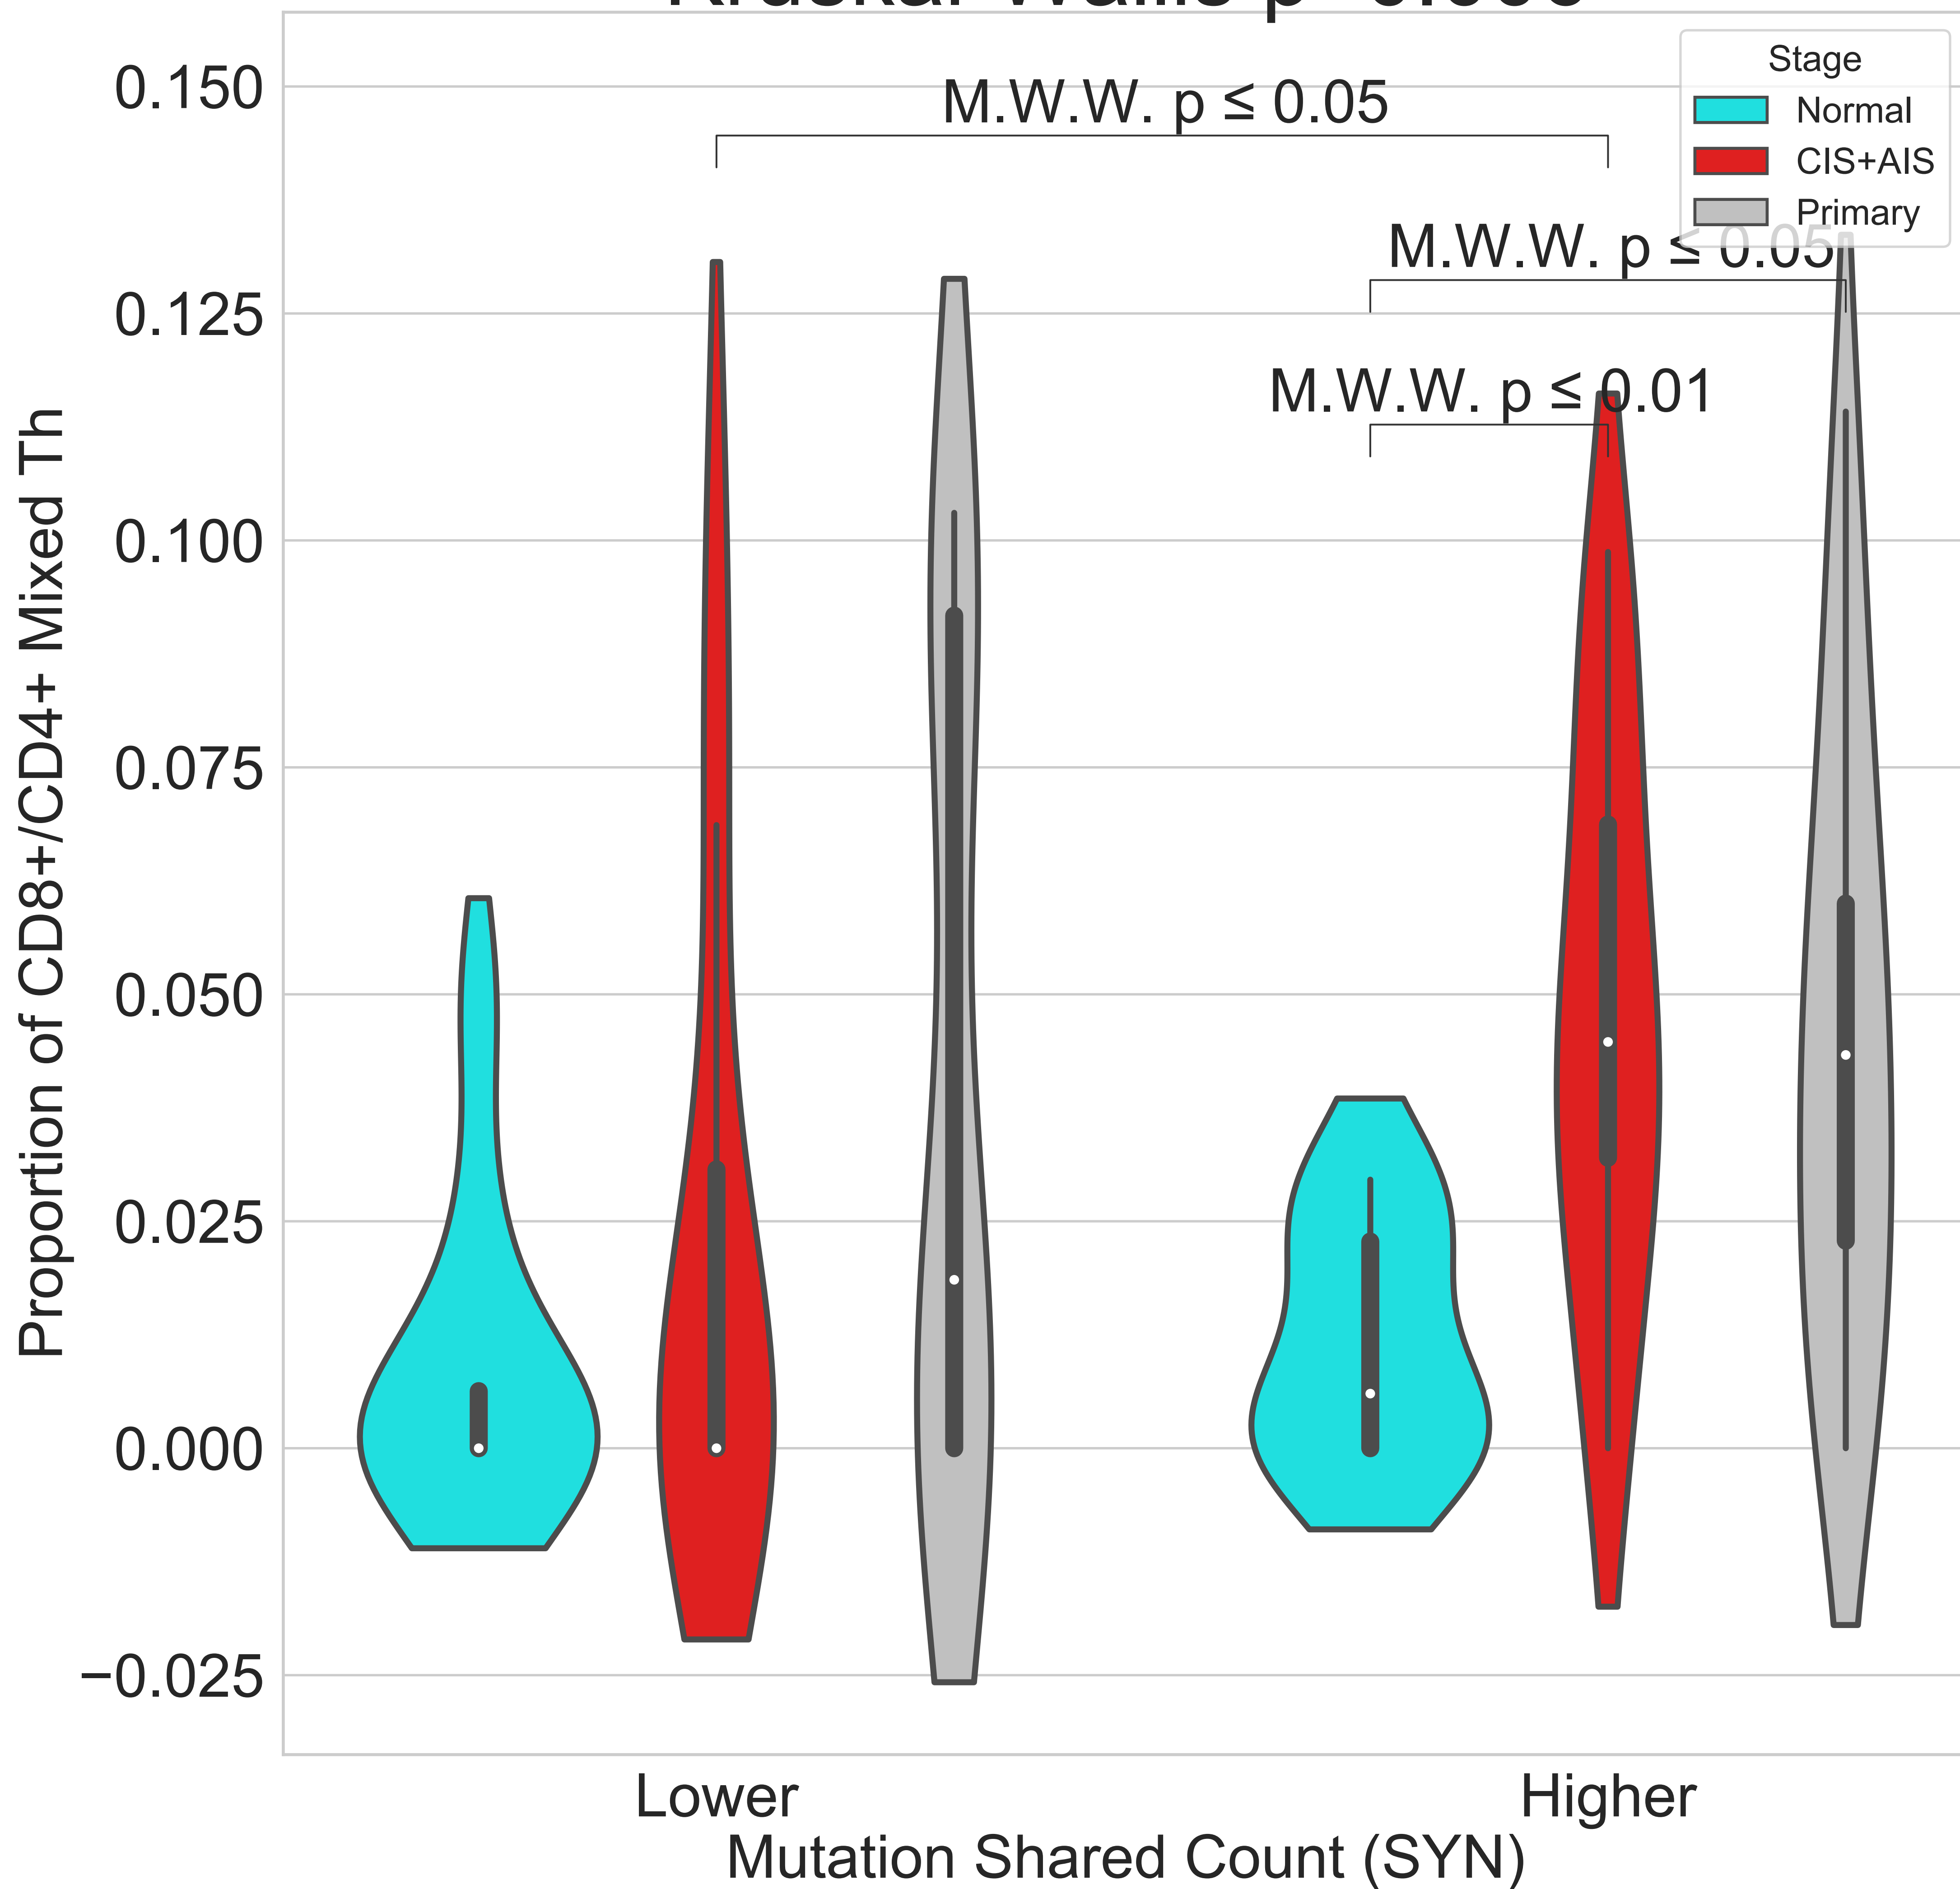 0.150
0.125
0.100
0.075
0.050
0.025
0.000
−0.025
Proportion of CD8+/CD4+ Mixed Th
M.W.W. p ≤ 0.05
M.W.W. p ≤ 0.05
M.W.W. p ≤ 0.01
Stage
Normal
CIS+AIS
Primary
Lower
Higher
Mutation Shared Count (SYN)